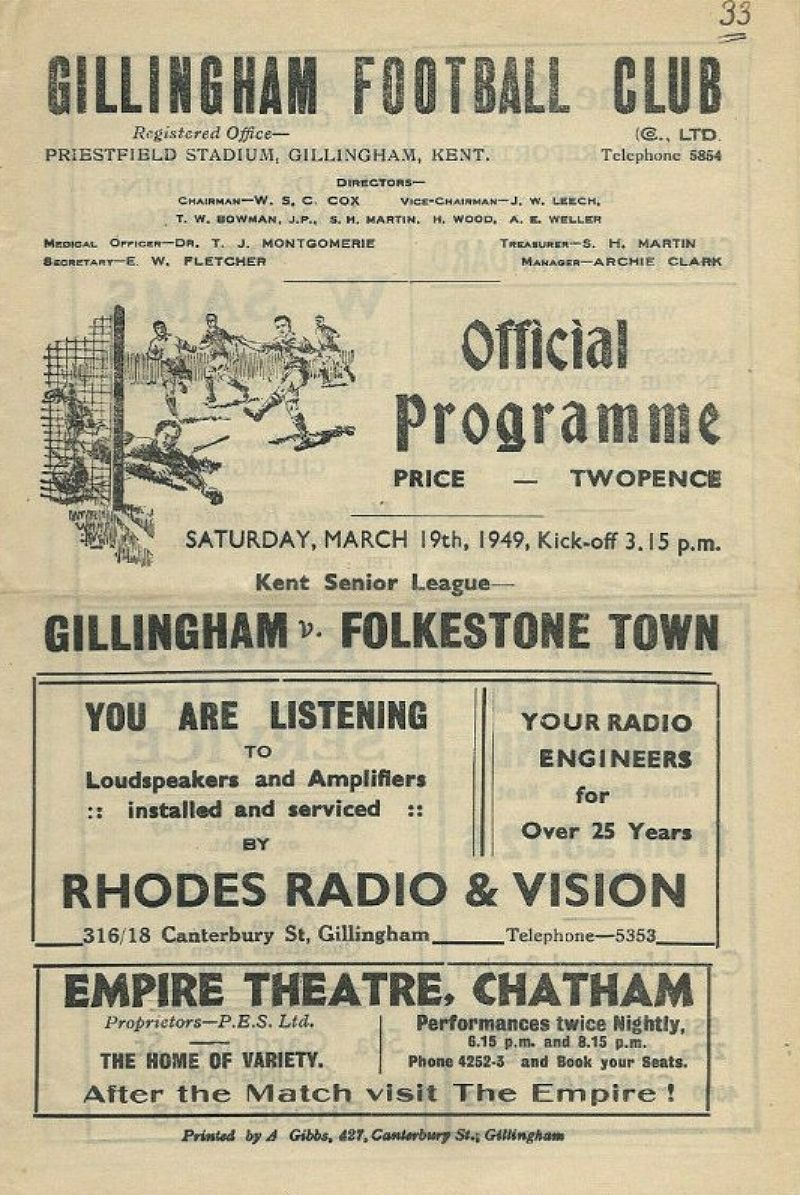 33
GILLINGHAM FOOTBALL CLUB
Registered Office—
PRIESTFIELD STADIUM, GILLINGHAM, KENT.
LTD.
Telephone 5854
DIRECTORS—
CHAIRMAN—W. S. C. COX VICE-CHAIRMAN—J. W. LEECH,
T. W. BOWMAN, J.P., S. H. MARTIN, H. WOOD, A. E. WELLER
MEDICAL OFFICER—DR. T. J. MONTGOMERIE TREASURER—S. H. MARTIN
SECRETARY—E. W. FLETCHER MANAGER—ARCHIE CLARK
Official
Programme
PRICE — TWOPENCE
SATURDAY, MARCH 19th, 1949, Kick-off 3.15 p.m.
Kent Senior League—
GILLINGHAM v. FOLKESTONE TOWN
YOU ARE LISTENING
TO
Loudspeakers and Amplifiers
:: installed and serviced ::
BY
YOUR RADIO
ENGINEERS
for
Over 25 Years
RHODES RADIO & VISION
316/18 Canterbury St, Gillingham Telephone—5353
EMPIRE THEATRE, CHATHAM
Proprietors—P.E.S. Ltd.
THE HOME OF VARIETY.
Performances twice Nightly,
6.15 p.m. and 8.15 p.m.
Phone 4252-3 and Book your Seats.
After the Match visit The Empire !
Printed by A Gibbs, 427, Canterbury St., Gillingham